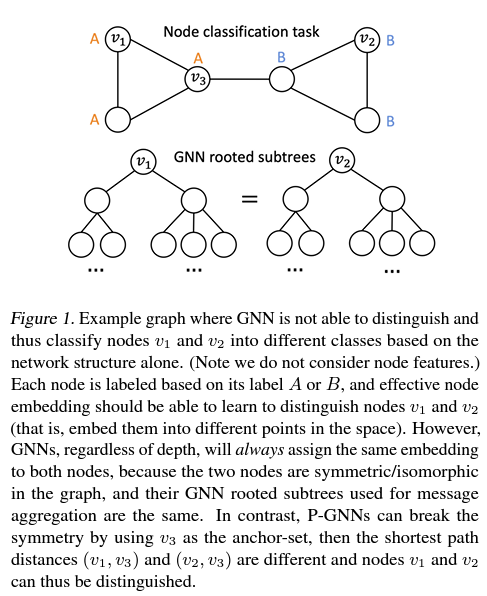 Node classification task
A v₁ v₂ B
A B
v₃
A B
GNN rooted subtrees
v₁ v₂
=
... ... ... ...
Figure 1. Example graph where GNN is not able to distinguish and
thus classify nodes v₁ and v₂ into different classes based on the
network structure alone. (Note we do not consider node features.)
Each node is labeled based on its label A or B, and effective node
embedding should be able to learn to distinguish nodes v₁ and v₂
(that is, embed them into different points in the space). However,
GNNs, regardless of depth, will always assign the same embedding
to both nodes, because the two nodes are symmetric/isomorphic
in the graph, and their GNN rooted subtrees used for message
aggregation are the same. In contrast, P-GNNs can break the
symmetry by using v₃ as the anchor-set, then the shortest path
distances (v₁, v₃) and (v₂, v₃) are different and nodes v₁ and v₂
can thus be distinguished.